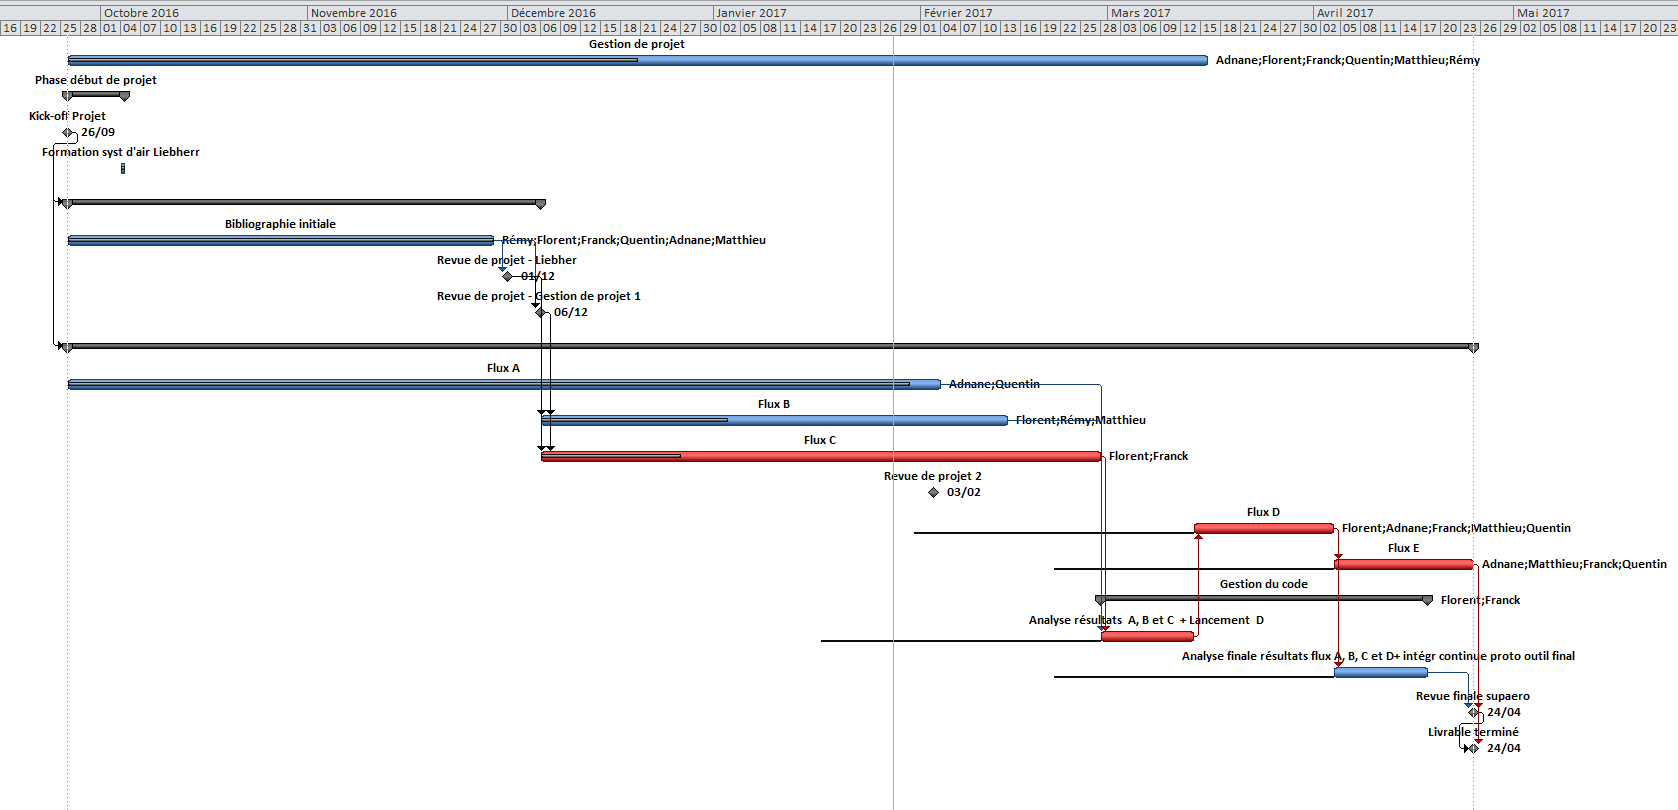 Octobre 2016 Novembre 2016 Décembre 2016 Janvier 2017 Février 2017 Mars 2017 Avril 2017 Mai 2017
16 19 22 25 28 01 04 07 10 13 16 19 22 25 28 31 03 06 09 12 15 18 21 24 27 30 03 06 09 12 15 18 21 24 27 30 02 05 08 11 14 17 20 23 26 29 01 04 07 10 13 16 19 22 25 28 03 06 09 12 15 18 21 24 27 30 02 05 08 11 14 17 20 23 26 29 02 05 08 11 14 17 20 23
Gestion de projet
Adnane;Florent;Franck;Quentin;Matthieu;Rémy
Phase début de projet
Kick-off Projet
26/09
Formation syst d'air Liebherr
Bibliographie initiale
Rémy;Florent;Franck;Quentin;Adnane;Matthieu
Revue de projet - Liebher
01/12
Revue de projet - Gestion de projet 1
06/12
Flux A
Adnane;Quentin
Flux B
Florent;Rémy;Matthieu
Flux C
Florent;Franck
Revue de projet 2
03/02
Flux D
Florent;Adnane;Franck;Matthieu;Quentin
Flux E
Adnane;Matthieu;Franck;Quentin
Gestion du code
Florent;Franck
Analyse résultats A, B et C + Lancement D
Analyse finale résultats flux A, B, C et D+ intégr continue proto outil final
Revue finale supaero
24/04
Livrable terminé
24/04